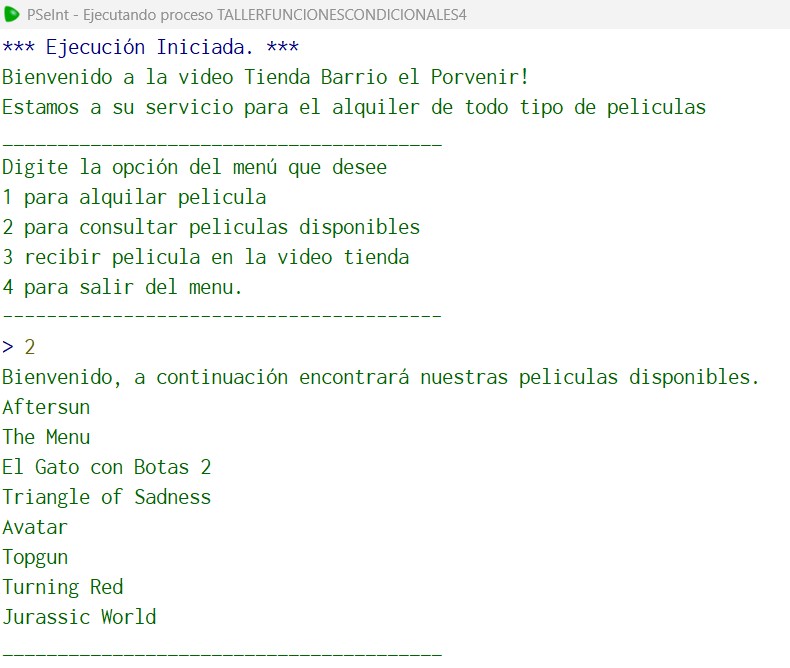 PSeInt - Ejecutando proceso TALLERFUNCIONESCONDICIONALES4
*** Ejecución Iniciada. ***
Bienvenido a la video Tienda Barrio el Porvenir!
Estamos a su servicio para el alquiler de todo tipo de peliculas
________________________________________
Digite la opción del menú que desee
1 para alquilar pelicula
2 para consultar peliculas disponibles
3 recibir pelicula en la video tienda
4 para salir del menu.
----------------------------------------
> 2
Bienvenido, a continuación encontrará nuestras peliculas disponibles.
Aftersun
The Menu
El Gato con Botas 2
Triangle of Sadness
Avatar
Topgun
Turning Red
Jurassic World
________________________________________